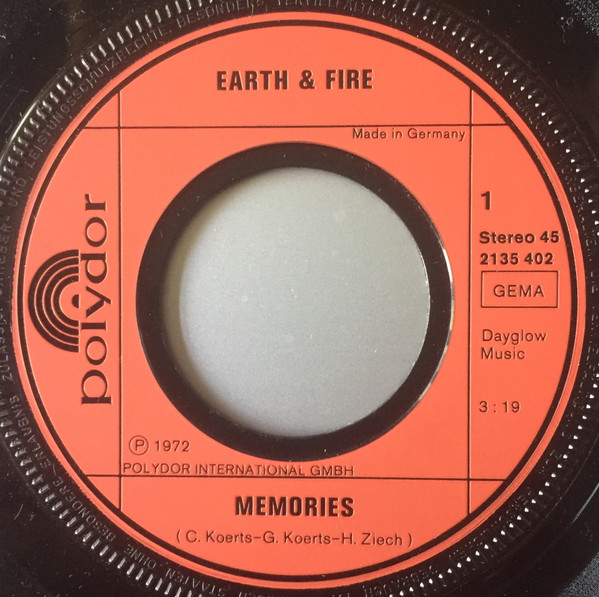 EARTH & FIRE
Made in Germany
polydor
1
Stereo 45
2135 402
GEMA
Dayglow
Music
3:19
Ⓟ 1972
POLYDOR INTERNATIONAL GMBH
MEMORIES
( C. Koerts–G. Koerts–H. Ziech )